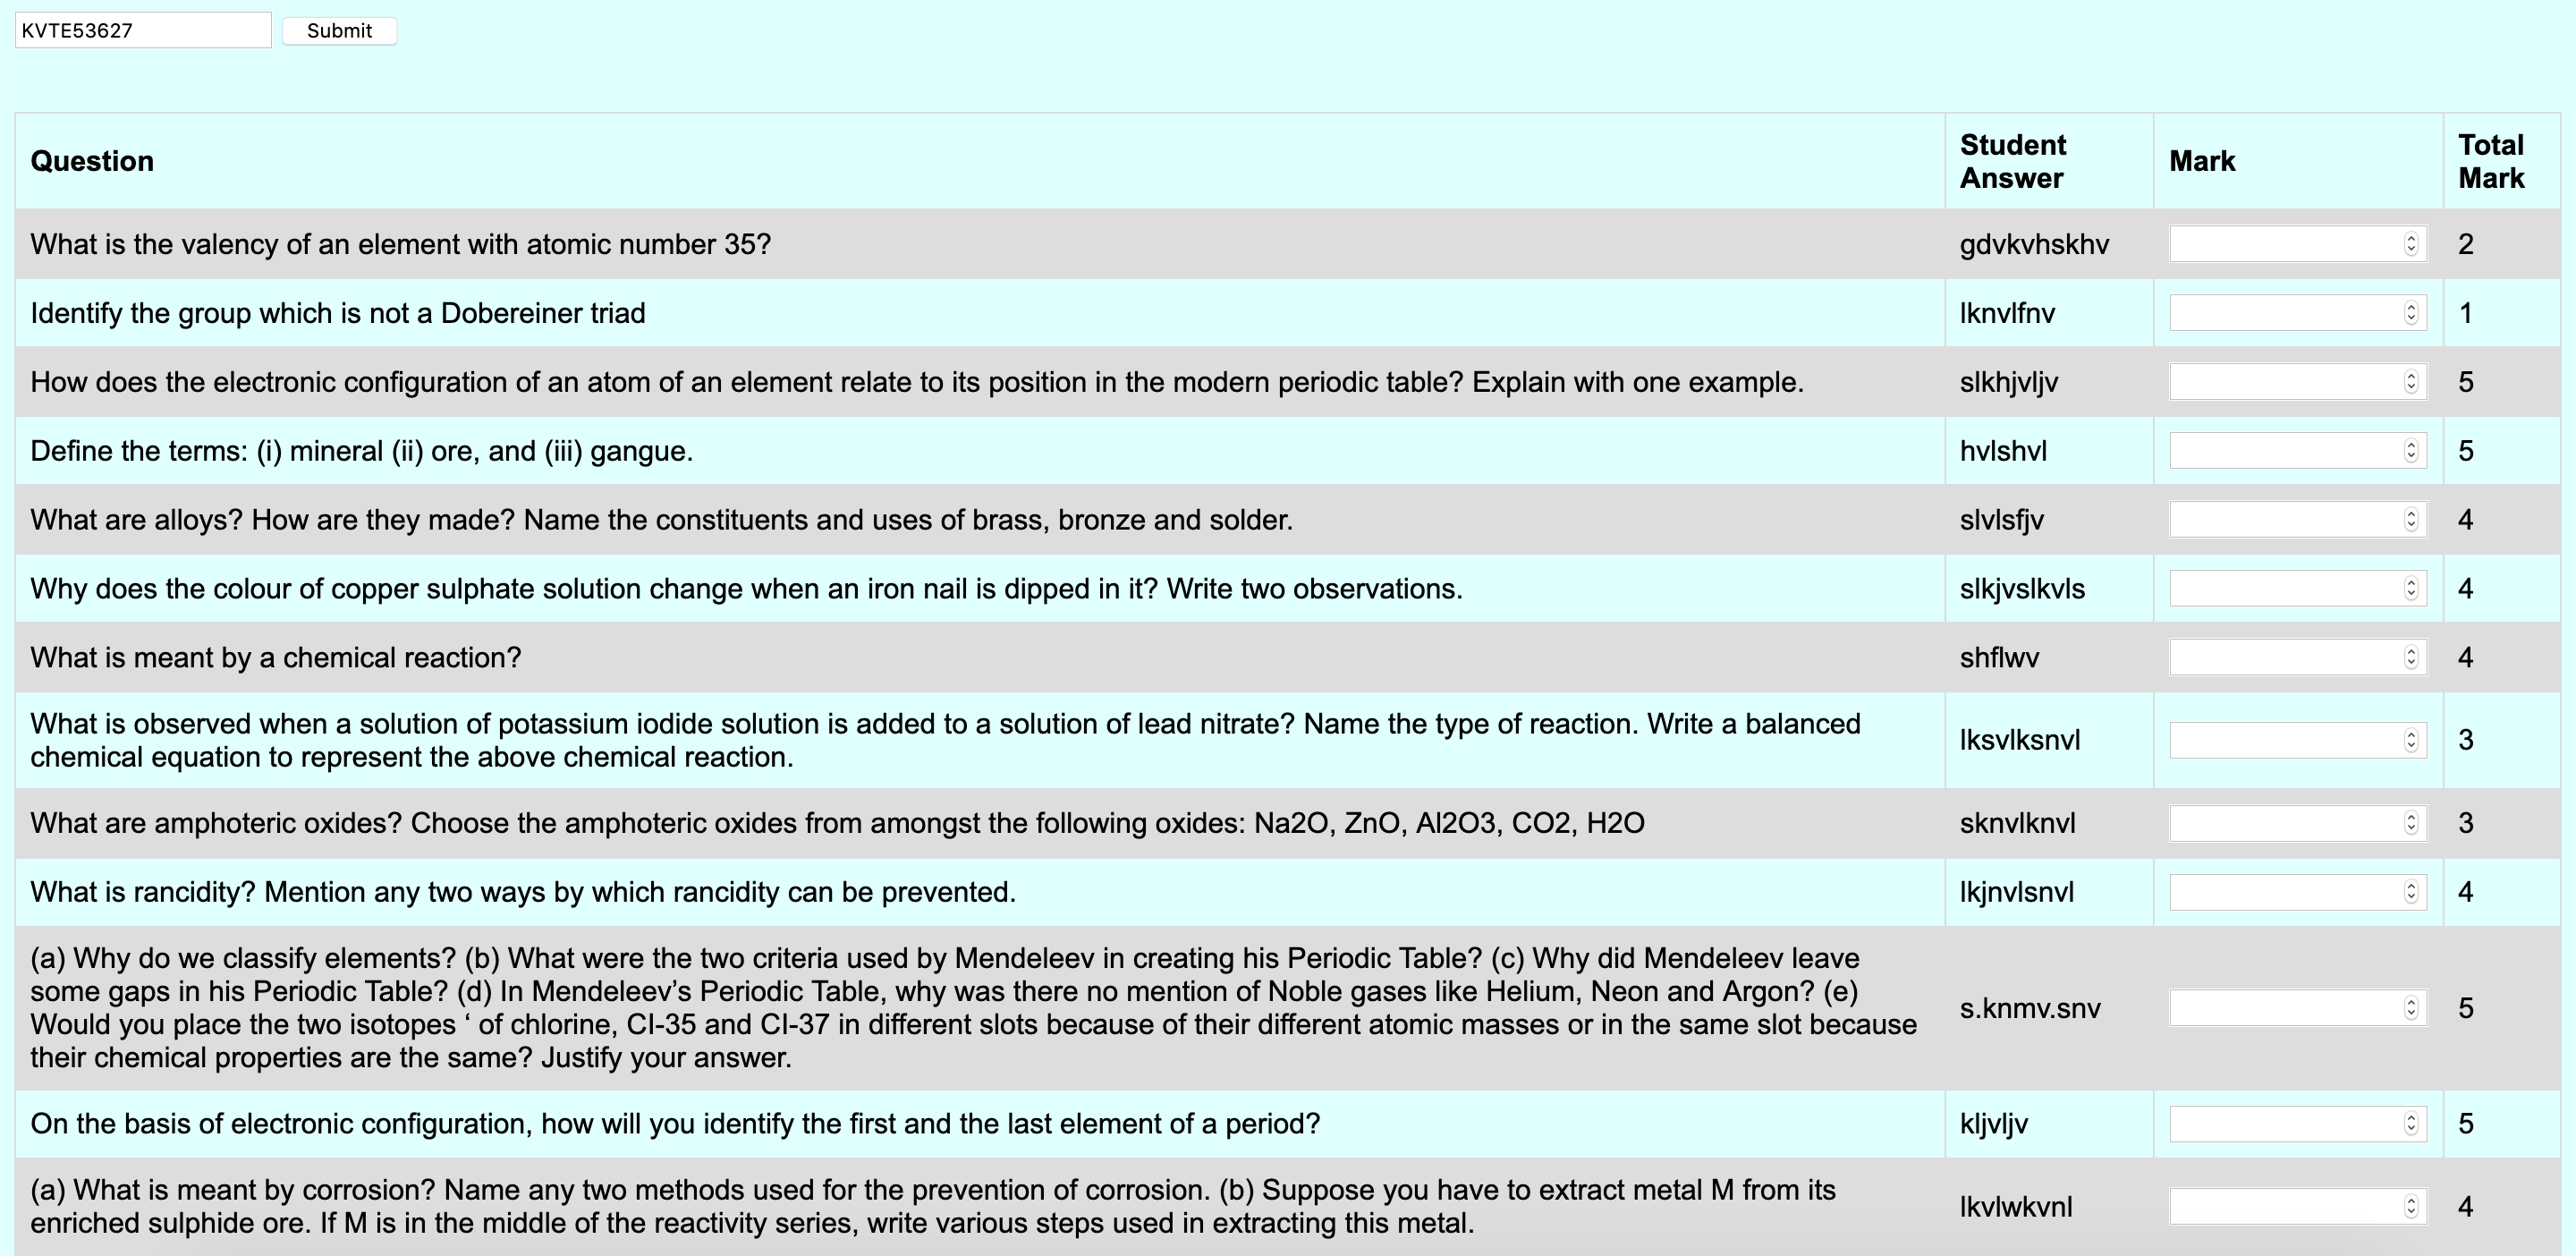 KVTE53627 Submit
Question Student Answer Mark Total Mark
What is the valency of an element with atomic number 35? gdvkvhskhv 2
Identify the group which is not a Dobereiner triad lknvlfnv 1
How does the electronic configuration of an atom of an element relate to its position in the modern periodic table? Explain with one example. slkhjvljv 5
Define the terms: (i) mineral (ii) ore, and (iii) gangue. hvlshvl 5
What are alloys? How are they made? Name the constituents and uses of brass, bronze and solder. slvlsfjv 4
Why does the colour of copper sulphate solution change when an iron nail is dipped in it? Write two observations. slkjvslkvls 4
What is meant by a chemical reaction? shflwv 4
What is observed when a solution of potassium iodide solution is added to a solution of lead nitrate? Name the type of reaction. Write a balanced
chemical equation to represent the above chemical reaction. lksvlksnvl 3
What are amphoteric oxides? Choose the amphoteric oxides from amongst the following oxides: Na2O, ZnO, Al2O3, CO2, H2O sknvlknvl 3
What is rancidity? Mention any two ways by which rancidity can be prevented. lkjnvlsnvl 4
(a) Why do we classify elements? (b) What were the two criteria used by Mendeleev in creating his Periodic Table? (c) Why did Mendeleev leave
some gaps in his Periodic Table? (d) In Mendeleev’s Periodic Table, why was there no mention of Noble gases like Helium, Neon and Argon? (e)
Would you place the two isotopes ‘ of chlorine, Cl-35 and Cl-37 in different slots because of their different atomic masses or in the same slot because
their chemical properties are the same? Justify your answer. s.knmv.snv 5
On the basis of electronic configuration, how will you identify the first and the last element of a period? kljvljv 5
(a) What is meant by corrosion? Name any two methods used for the prevention of corrosion. (b) Suppose you have to extract metal M from its
enriched sulphide ore. If M is in the middle of the reactivity series, write various steps used in extracting this metal. lkvlwkvnl 4